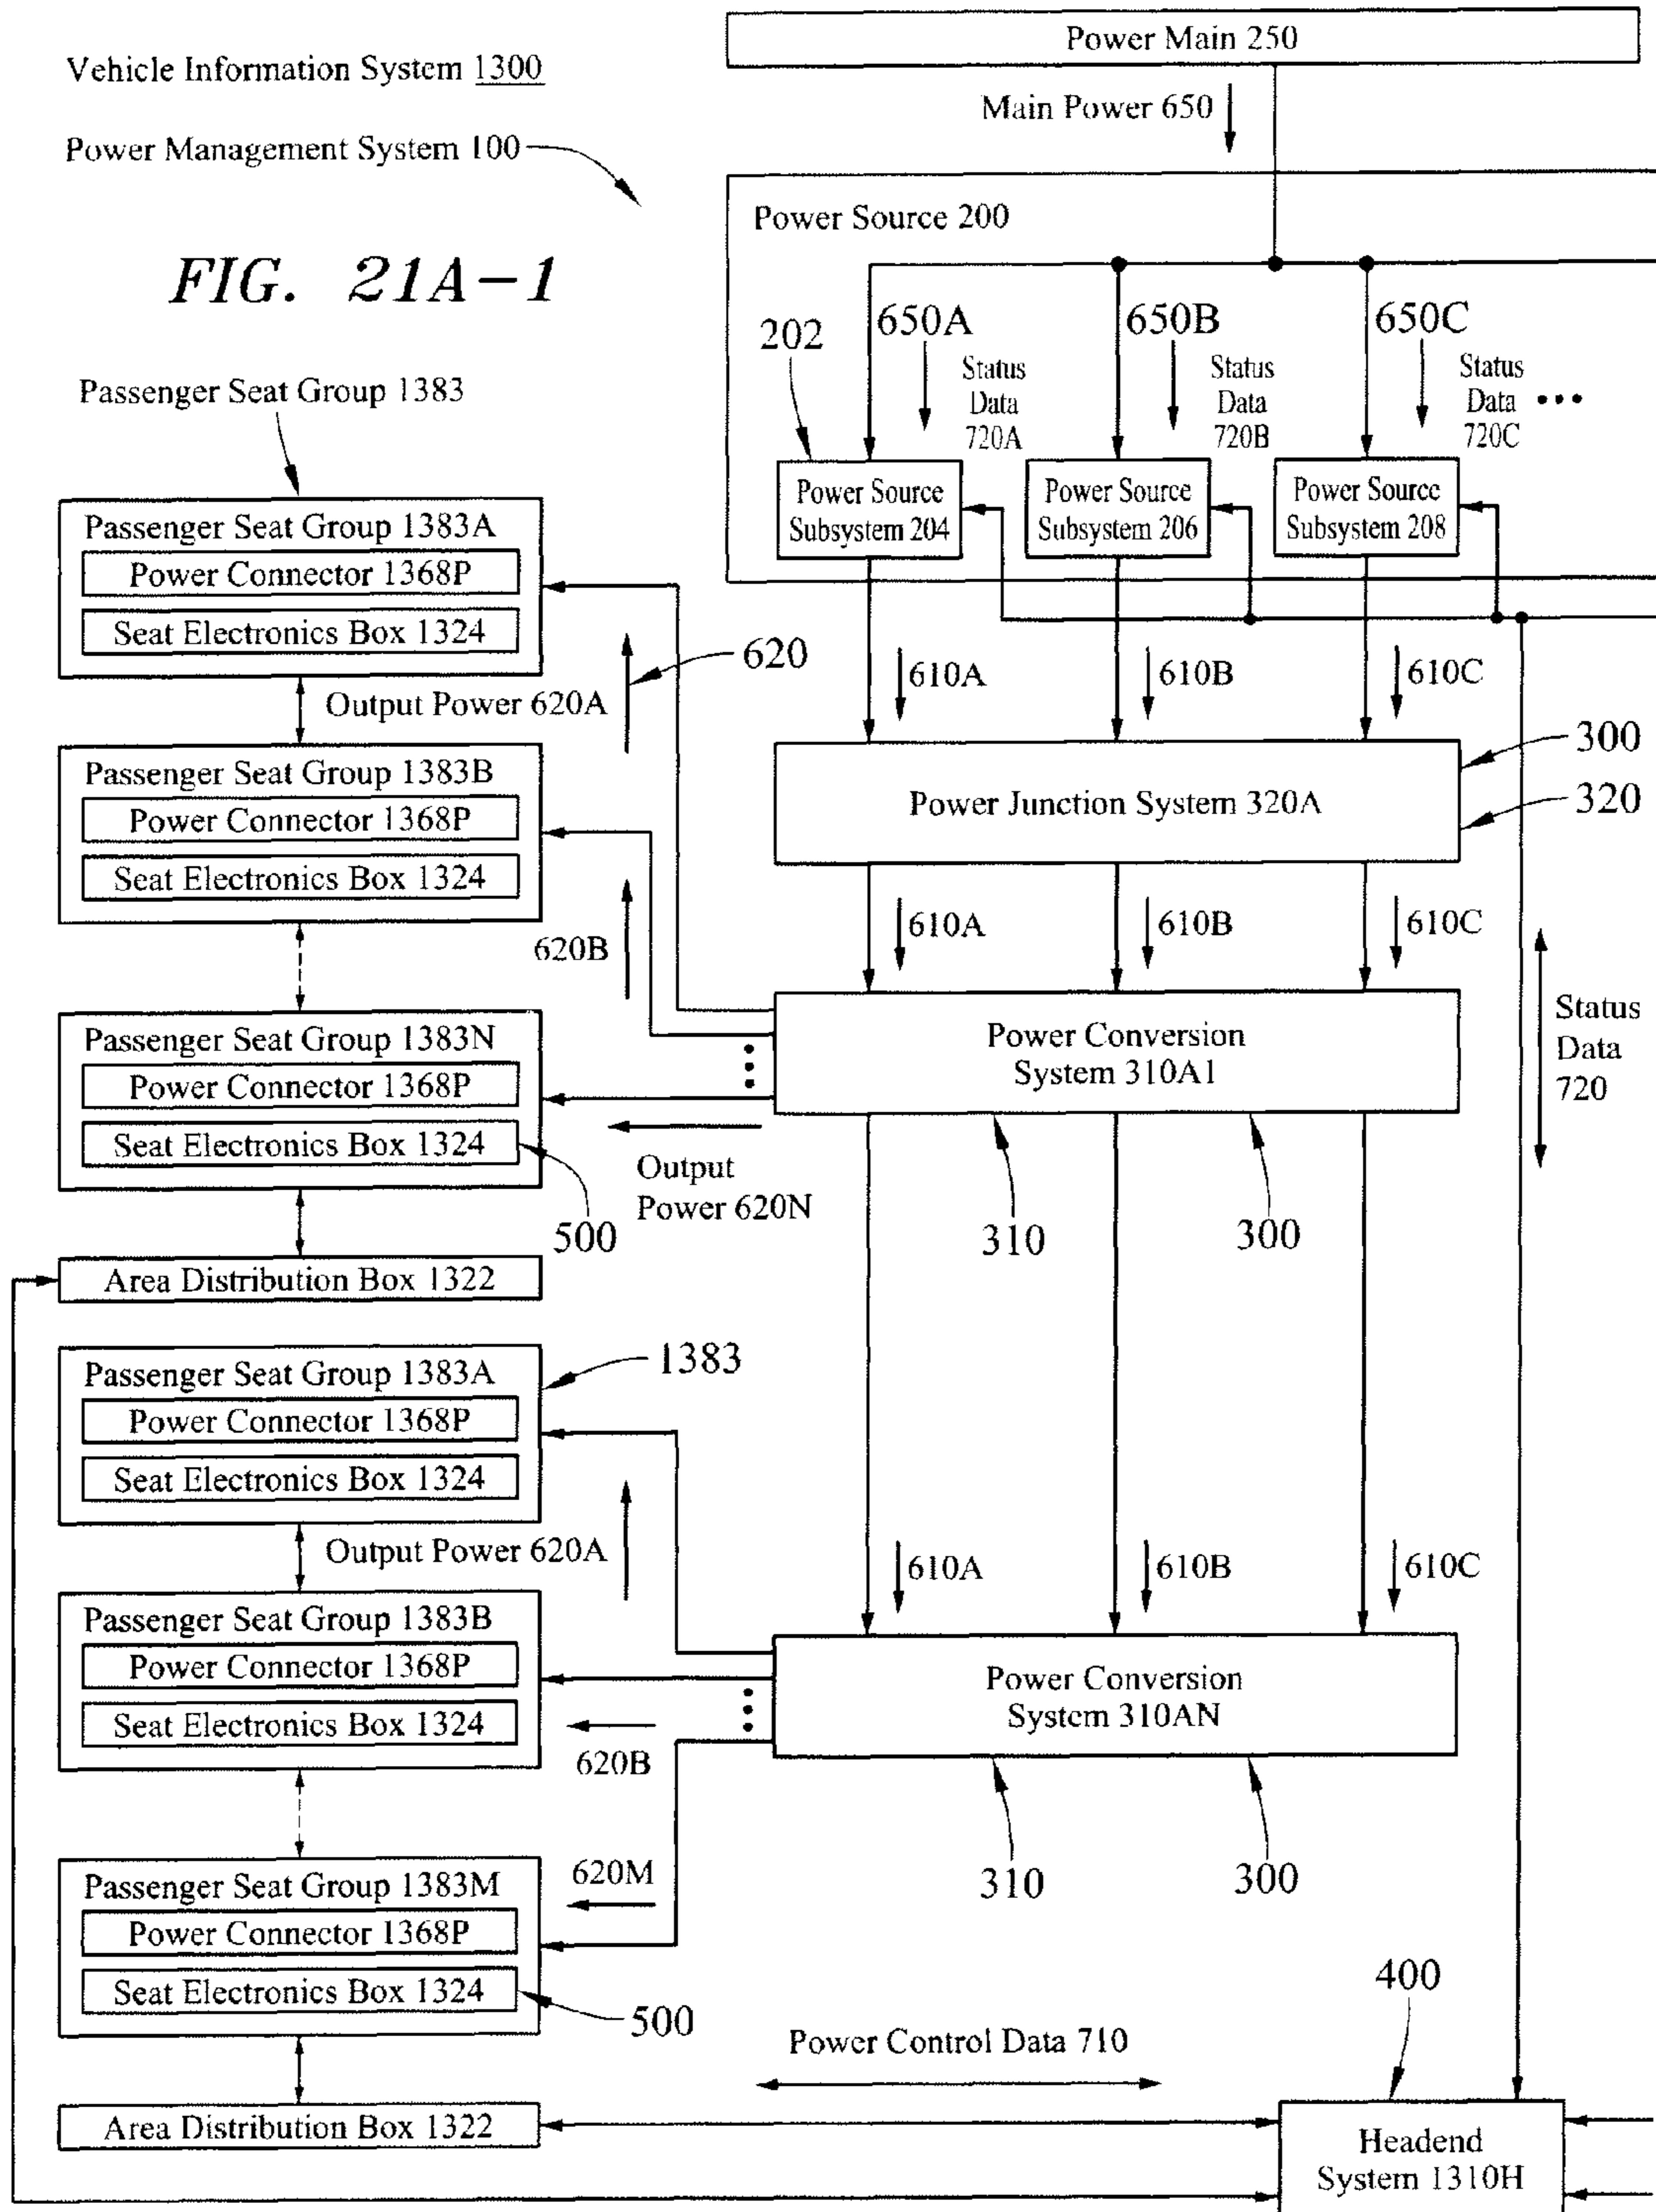 Power Main 250
Vehicle Information System 1300
Main Power 650
Power Management System 100
Power Source 200
FIG. 21A-1
202
650A
650B
650C
Status
Data
720A
Status
Data
720B
Status
Data
720C
•••
Power Source
Subsystem 204
Power Source
Subsystem 206
Power Source
Subsystem 208
Passenger Seat Group 1383
Passenger Seat Group 1383A
Power Connector 1368P
Seat Electronics Box 1324
Output Power 620A
620
610A
610B
610C
300
320
Power Junction System 320A
Passenger Seat Group 1383B
Power Connector 1368P
Seat Electronics Box 1324
620B
610A
610B
610C
Status
Data
720
Passenger Seat Group 1383N
Power Connector 1368P
Seat Electronics Box 1324
Power Conversion
System 310A1
Output
Power 620N
500
310
300
Area Distribution Box 1322
Passenger Seat Group 1383A
Power Connector 1368P
Seat Electronics Box 1324
1383
Output Power 620A
610A
610B
610C
Passenger Seat Group 1383B
Power Connector 1368P
Seat Electronics Box 1324
620B
Power Conversion
System 310AN
310
300
Passenger Seat Group 1383M
Power Connector 1368P
Seat Electronics Box 1324
620M
500
400
Power Control Data 710
Area Distribution Box 1322
Headend
System 1310H